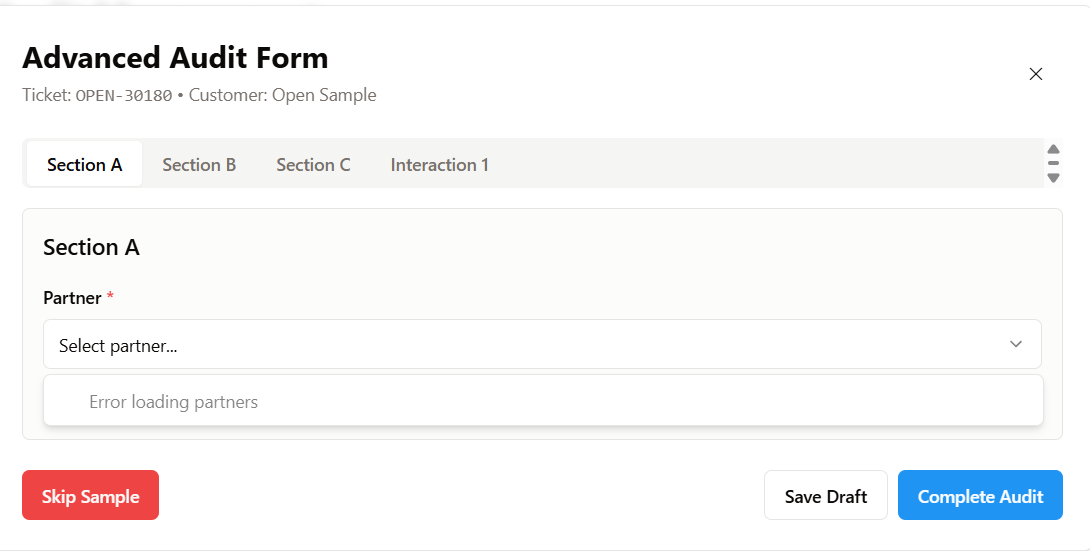 Advanced Audit Form
Ticket: OPEN-30180 • Customer: Open Sample
Section A
Section B
Section C
Interaction 1
Section A
Partner *
Select partner...
Error loading partners
Skip Sample
Save Draft
Complete Audit